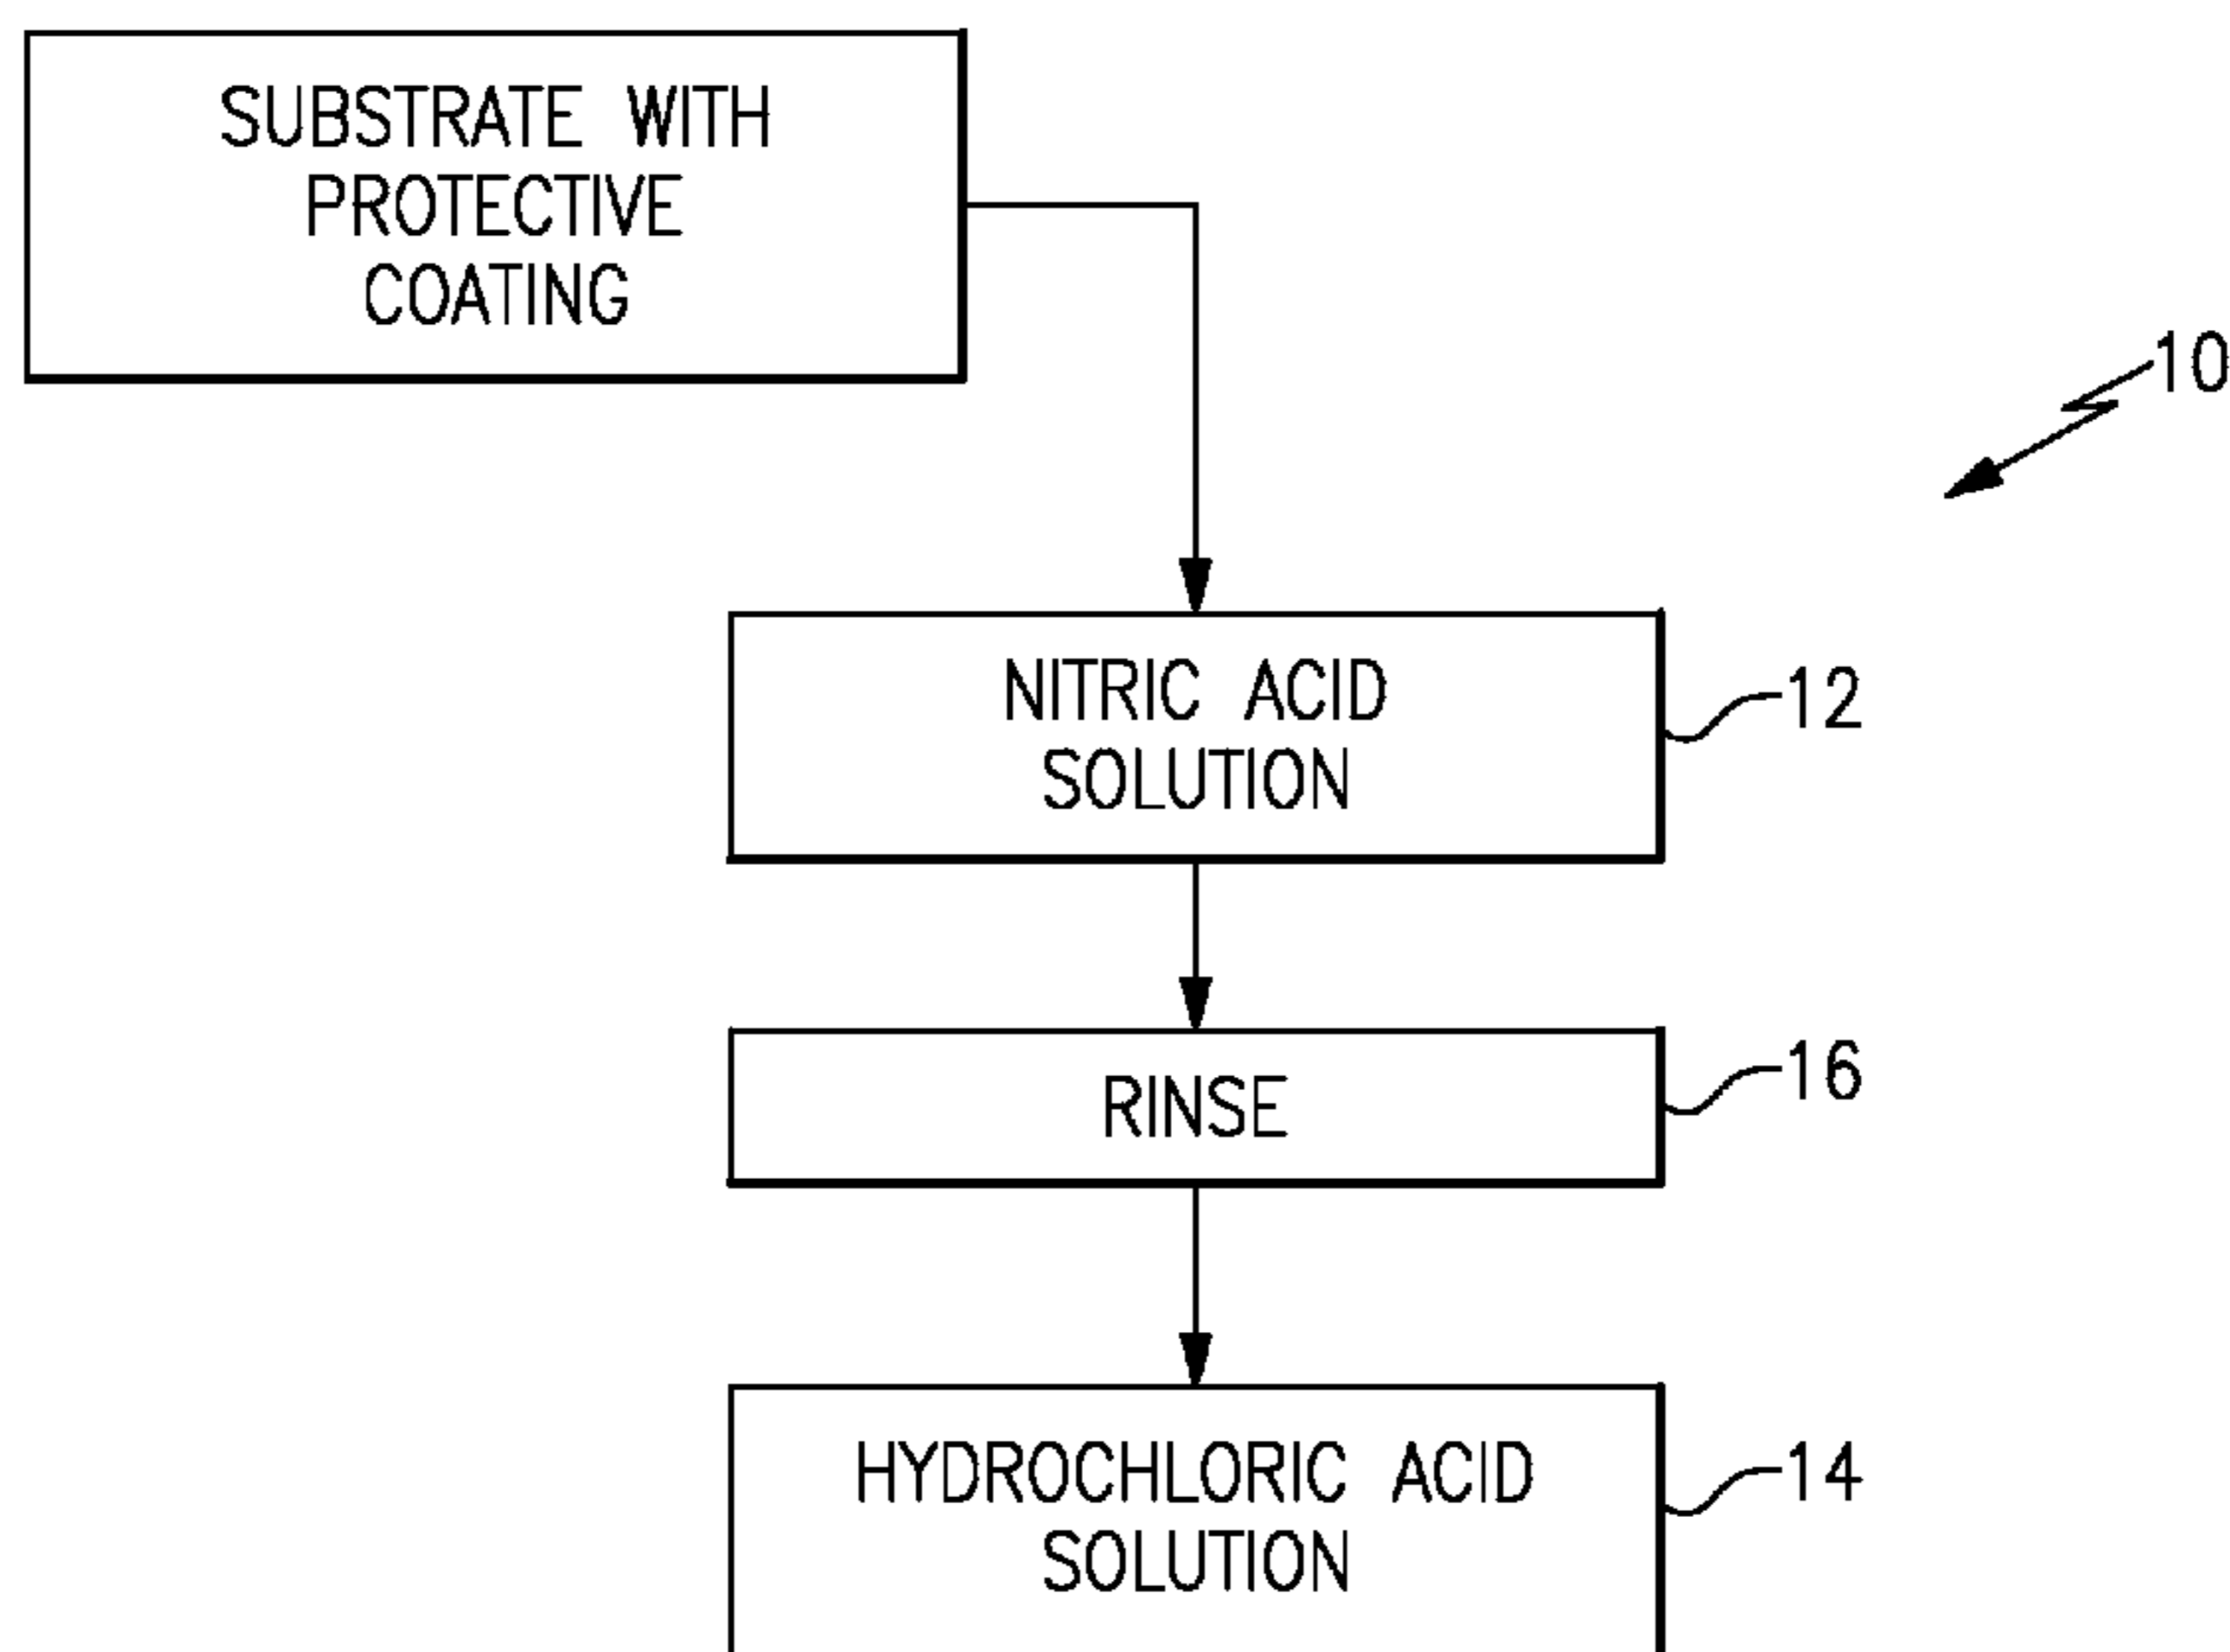 SUBSTRATE WITH
PROTECTIVE
COATING
10
NITRIC ACID
SOLUTION
12
RINSE
16
HYDROCHLORIC ACID
SOLUTION
14